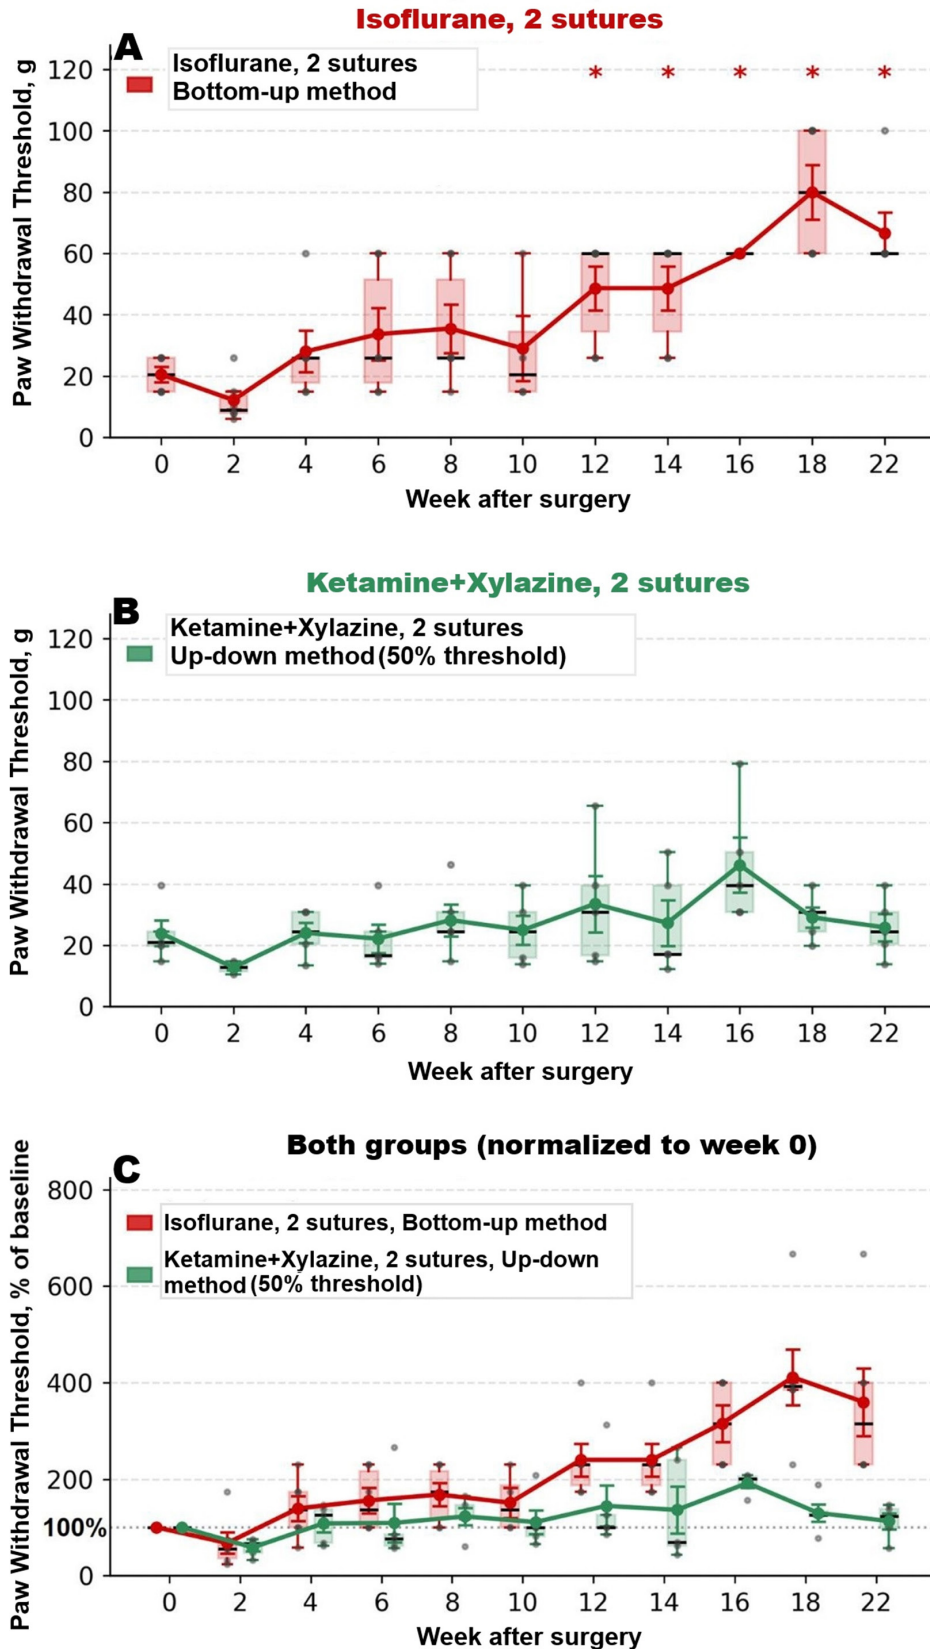 Isoflurane, 2 sutures
A
Isoflurane, 2 sutures
Bottom-up method
* * * * *
Paw Withdrawal Threshold, g
120
100
80
60
40
20
0
0 2 4 6 8 10 12 14 16 18 22
Week after surgery
Ketamine+Xylazine, 2 sutures
B
Ketamine+Xylazine, 2 sutures
Up-down method (50% threshold)
Paw Withdrawal Threshold, g
120
100
80
60
40
20
0
0 2 4 6 8 10 12 14 16 18 22
Week after surgery
Both groups (normalized to week 0)
C
Isoflurane, 2 sutures, Bottom-up method
Ketamine+Xylazine, 2 sutures, Up-down
method (50% threshold)
Paw Withdrawal Threshold, % of baseline
800
600
400
200
100%
0
0 2 4 6 8 10 12 14 16 18 22
Week after surgery